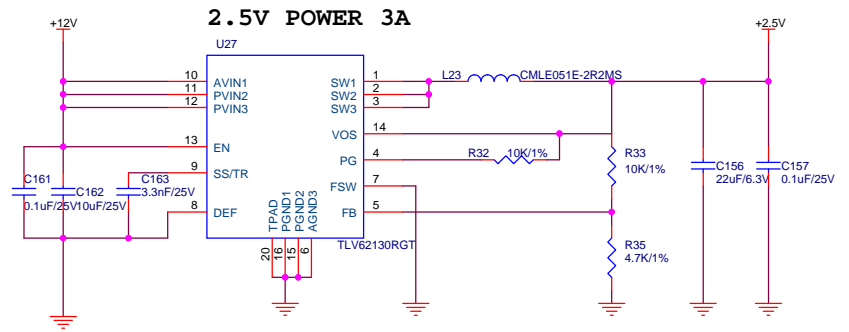 2.5V POWER 3A
+12V
+2.5V
U27
10
AVIN1
11
PVIN2
12
PVIN3
13
EN
9
SS/TR
8
DEF
SW1
1
SW2
2
SW3
3
VOS
14
PG
4
FSW
7
FB
5
TPAD
PGND1
PGND2
AGND3
20
16
15
6
TLV62130RGT
L23
CMLE051E-2R2MS
R32
10K/1%
R33
10K/1%
R35
4.7K/1%
C161
0.1uF/25V
C162
10uF/25V
C163
3.3nF/25V
C156
22uF/6.3V
C157
0.1uF/25V